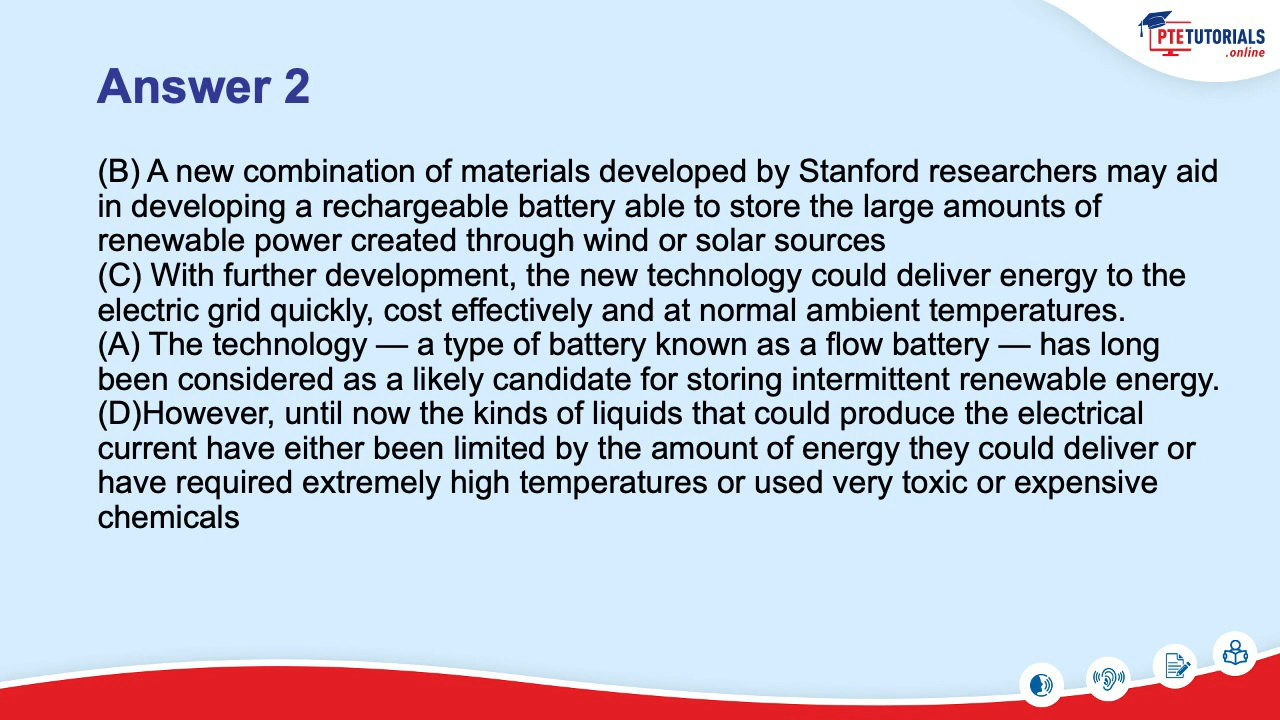 PTETUTORIALS
.online
Answer 2
(B) A new combination of materials developed by Stanford researchers may aid
in developing a rechargeable battery able to store the large amounts of
renewable power created through wind or solar sources
(C) With further development, the new technology could deliver energy to the
electric grid quickly, cost effectively and at normal ambient temperatures.
(A) The technology — a type of battery known as a flow battery — has long
been considered as a likely candidate for storing intermittent renewable energy.
(D)However, until now the kinds of liquids that could produce the electrical
current have either been limited by the amount of energy they could deliver or
have required extremely high temperatures or used very toxic or expensive
chemicals